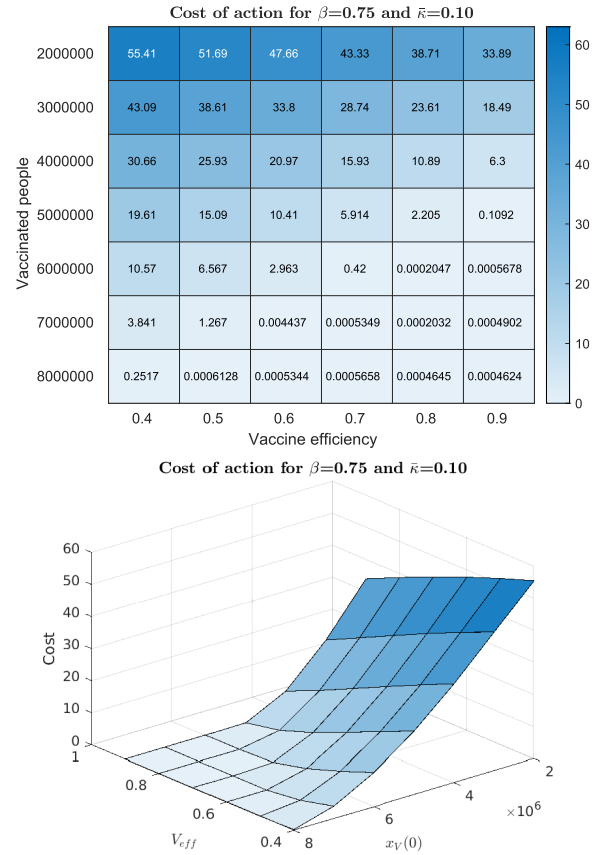 Cost of action for β=0.75 and κ̄=0.10
2000000 55.41 51.69 47.66 43.33 38.71 33.89
3000000 43.09 38.61 33.8 28.74 23.61 18.49
4000000 30.66 25.93 20.97 15.93 10.89 6.3
5000000 19.61 15.09 10.41 5.914 2.205 0.1092
6000000 10.57 6.567 2.963 0.42 0.0002047 0.0005678
7000000 3.841 1.267 0.004437 0.0005349 0.0002032 0.0004902
8000000 0.2517 0.0006128 0.0005344 0.0005658 0.0004645 0.0004624
0.4 0.5 0.6 0.7 0.8 0.9
Vaccine efficiency
Vaccinated people
60
50
40
30
20
10
0
Cost of action for β=0.75 and κ̄=0.10
60
50
40
30
20
10
0
Cost
1
0.8
0.6
0.4
V_eff
8
6
4
2
×10^6
x_V(0)